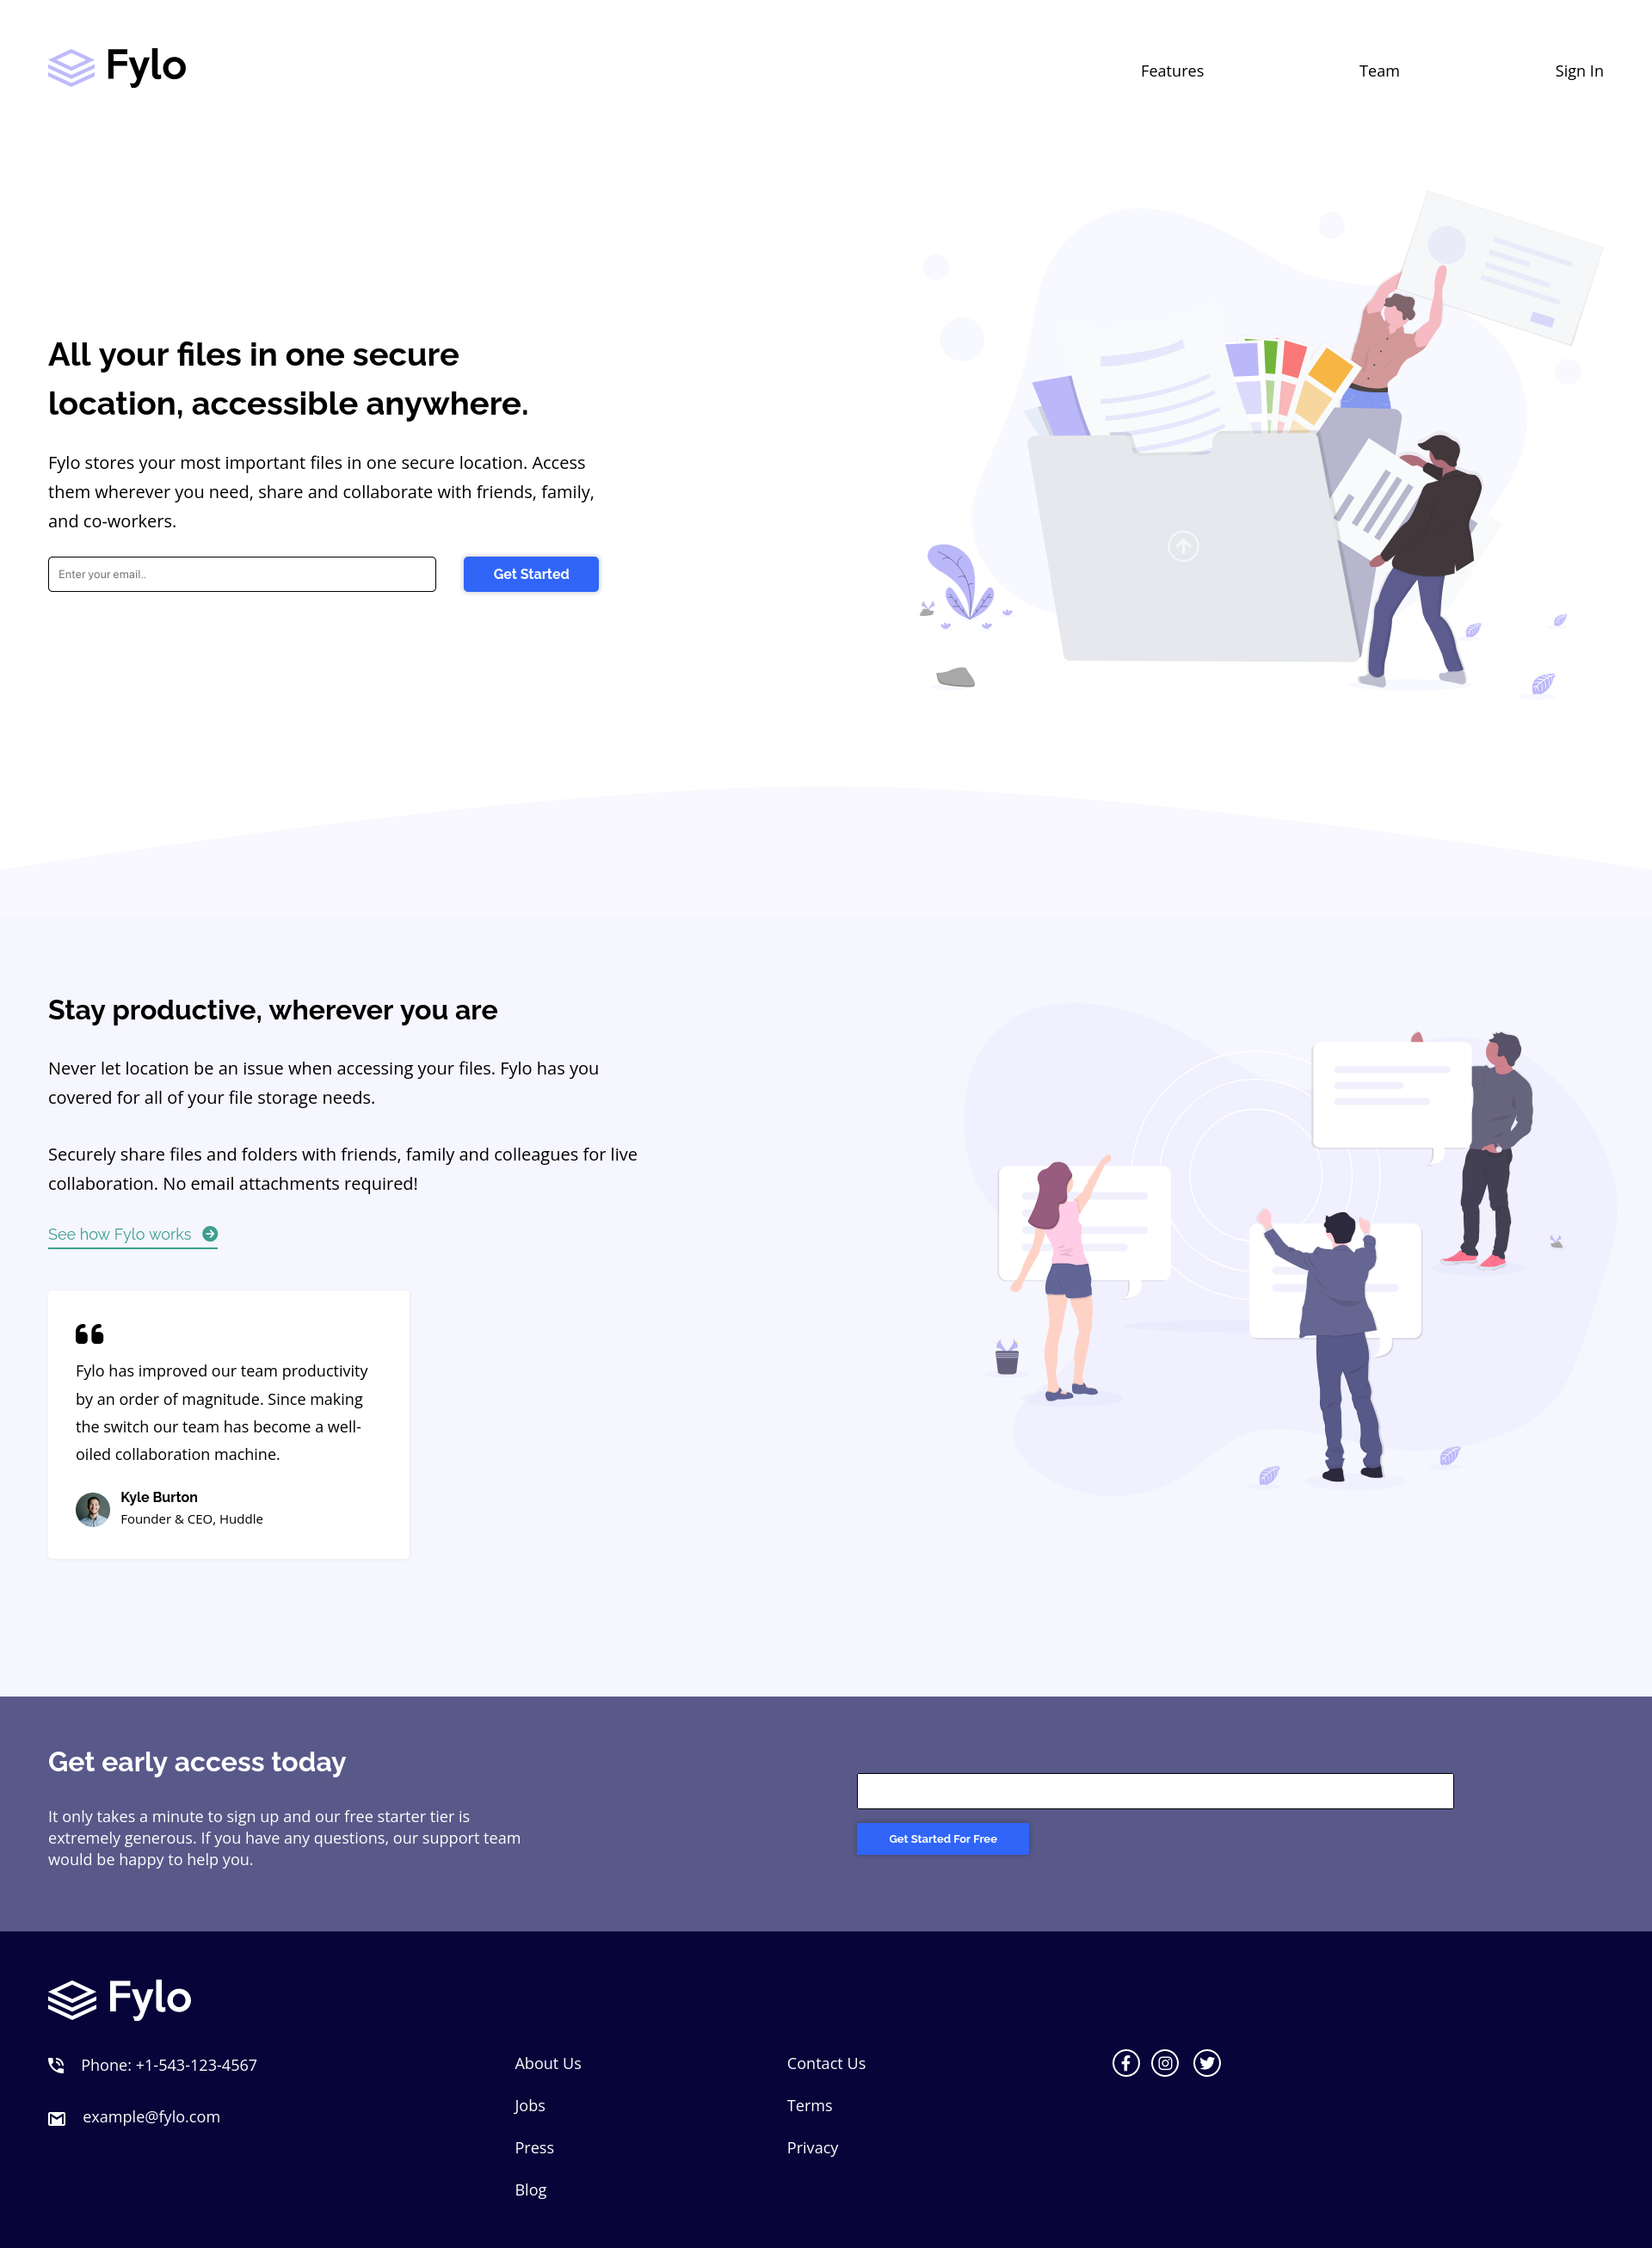 Fylo
Features
Team
Sign In
All your files in one secure
location, accessible anywhere.
Fylo stores your most important files in one secure location. Access
them wherever you need, share and collaborate with friends, family,
and co-workers.
Enter your email..
Get Started
Stay productive, wherever you are
Never let location be an issue when accessing your files. Fylo has you
covered for all of your file storage needs.
Securely share files and folders with friends, family and colleagues for live
collaboration. No email attachments required!
See how Fylo works
Fylo has improved our team productivity
by an order of magnitude. Since making
the switch our team has become a well-
oiled collaboration machine.
Kyle Burton
Founder & CEO, Huddle
Get early access today
It only takes a minute to sign up and our free starter tier is
extremely generous. If you have any questions, our support team
would be happy to help you.
Get Started For Free
Fylo
Phone: +1-543-123-4567
example@fylo.com
About Us
Jobs
Press
Blog
Contact Us
Terms
Privacy